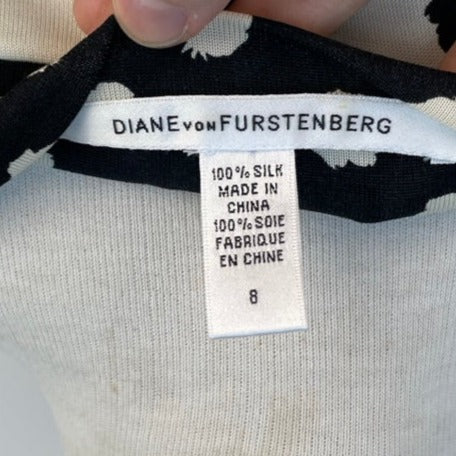 DIANE VON FURSTENBERG
100% SILK
MADE IN
CHINA
100% SOIE
FABRIQUE
EN CHINE
8